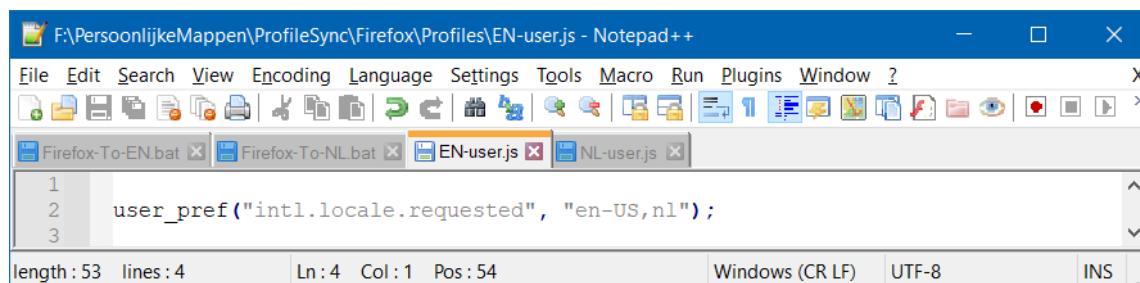 F:\PersoonlijkeMappen\ProfileSync\Firefox\Profiles\EN-user.js - Notepad++
File Edit Search View Encoding Language Settings Tools Macro Run Plugins Window ? X
Firefox-To-EN.bat Firefox-To-NL.bat EN-user.js NL-user.js
1
2 user_pref("intl.locale.requested", "en-US,nl");
3
length : 53 lines : 4 Ln : 4 Col : 1 Pos : 54 Windows (CR LF) UTF-8 INS